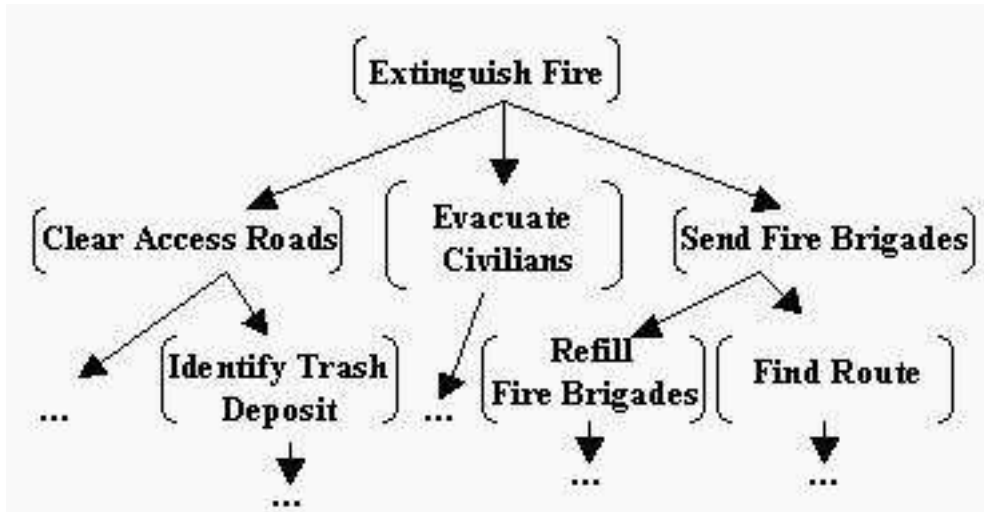 Extinguish Fire
Clear Access Roads
Evacuate
Civilians
Send Fire Brigades
...
Identify Trash
Deposit
...
...
Refill
Fire Brigades
...
Find Route
...